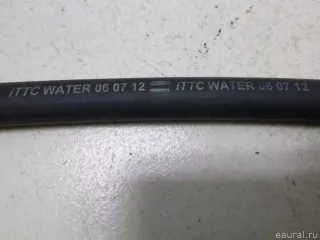 iTTC WATER 06 07 12 = iTTC WATER 06 07 12
© eaural.ru